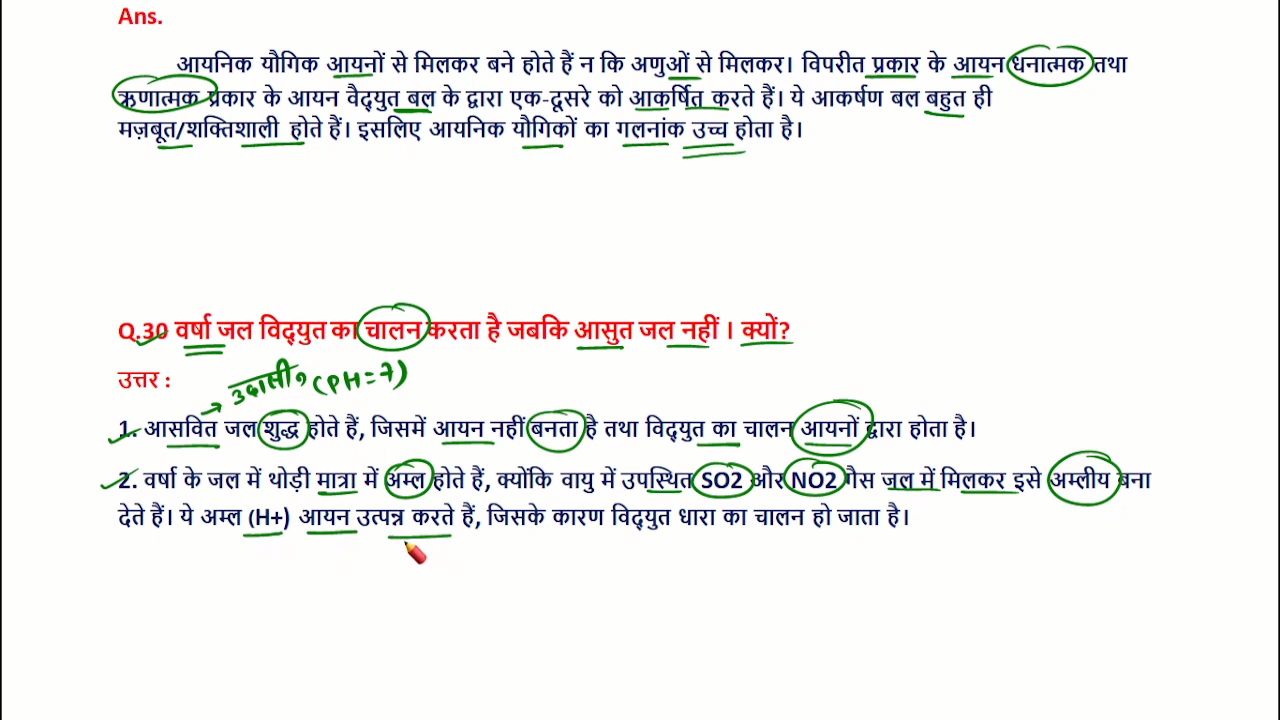 Ans.
आयनिक यौगिक आयनों से मिलकर बने होते हैं न कि अणुओं से मिलकर। विपरीत प्रकार के आयन धनात्मक तथा
ऋणात्मक प्रकार के आयन वैद्युत बल के द्वारा एक-दूसरे को आकर्षित करते हैं। ये आकर्षण बल बहुत ही
मज़बूत/शक्तिशाली होते हैं। इसलिए आयनिक यौगिकों का गलनांक उच्च होता है।
Q.30 वर्षा जल विद्युत का चालन करता है जबकि आसुत जल नहीं । क्यों?
उत्तर :
→ उदासीन (PH=7)
1. आसवित जल शुद्ध होते हैं, जिसमें आयन नहीं बनता है तथा विद्युत का चालन आयनों द्वारा होता है।
2. वर्षा के जल में थोड़ी मात्रा में अम्ल होते हैं, क्योंकि वायु में उपस्थित SO2 और NO2 गैस जल में मिलकर इसे अम्लीय बना
देते हैं। ये अम्ल (H+) आयन उत्पन्न करते हैं, जिसके कारण विद्युत धारा का चालन हो जाता है।